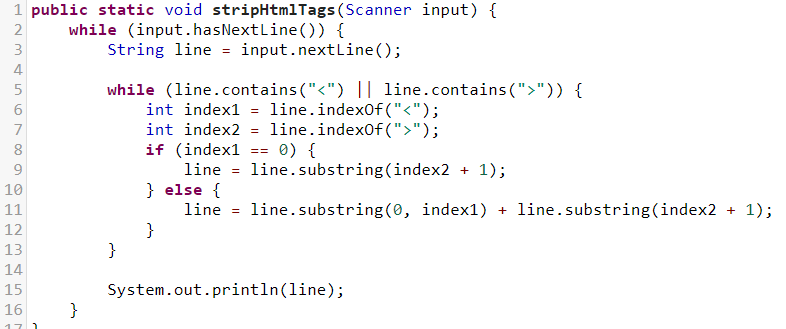 1 public static void stripHtmlTags(Scanner input) {
2     while (input.hasNextLine()) {
3         String line = input.nextLine();
4
5         while (line.contains("<") || line.contains(">")) {
6             int index1 = line.indexOf("<");
7             int index2 = line.indexOf(">");
8             if (index1 == 0) {
9                 line = line.substring(index2 + 1);
10             } else {
11                 line = line.substring(0, index1) + line.substring(index2 + 1);
12             }
13         }
14
15         System.out.println(line);
16     }
17 }